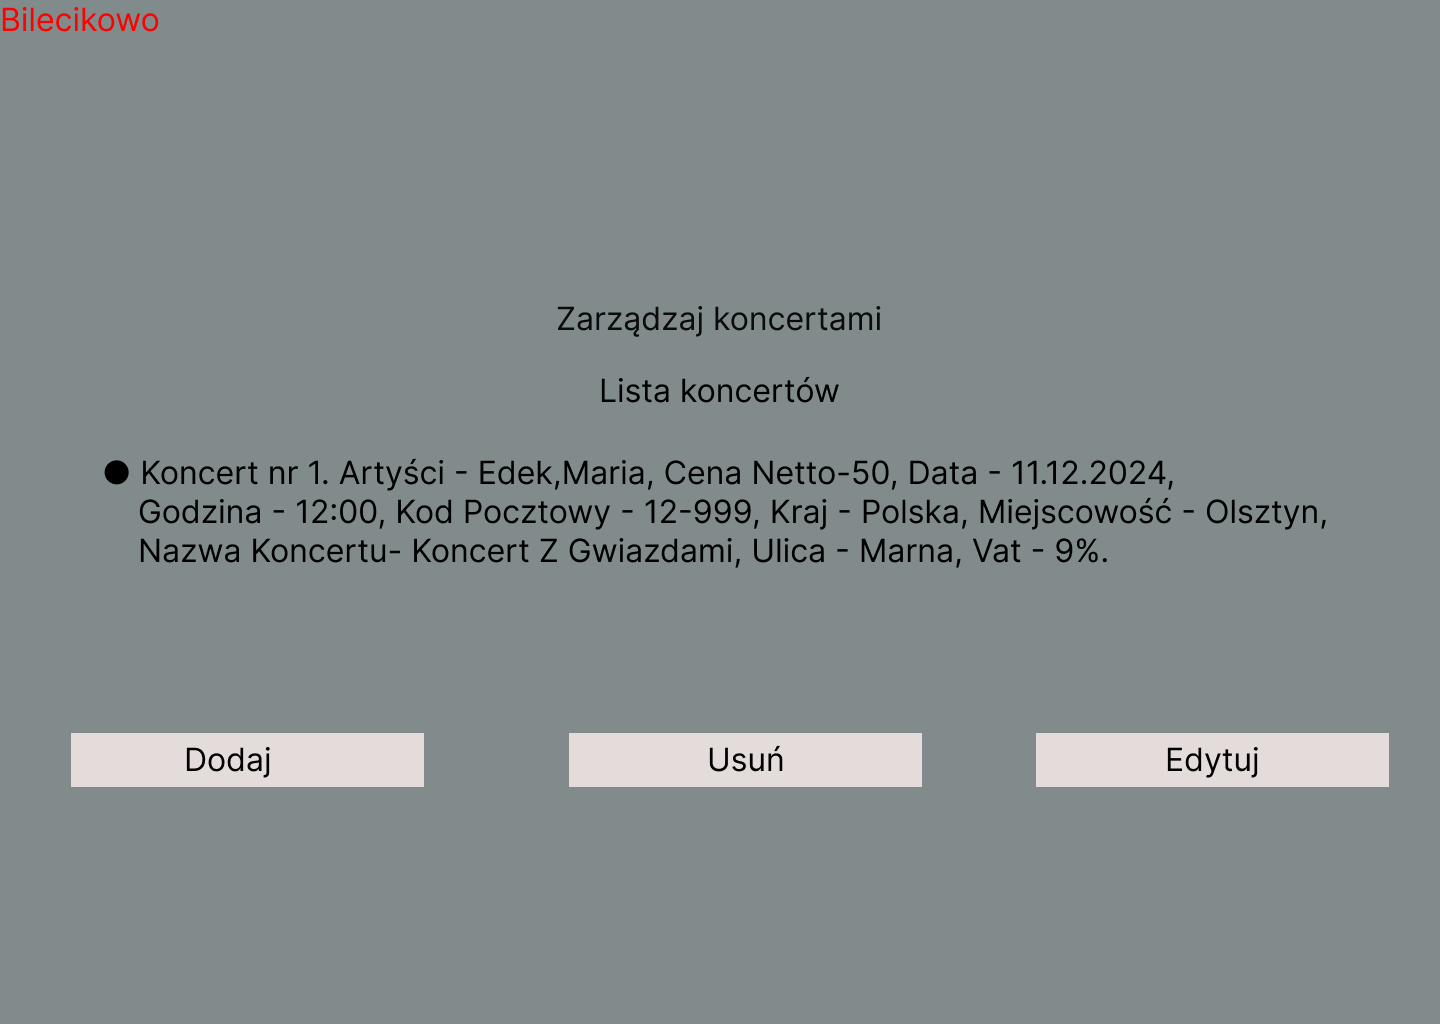 Bilecikowo
Zarządzaj koncertami
Lista koncertów
● Koncert nr 1. Artyści - Edek,Maria, Cena Netto-50, Data - 11.12.2024,
Godzina - 12:00, Kod Pocztowy - 12-999, Kraj - Polska, Miejscowość - Olsztyn,
Nazwa Koncertu- Koncert Z Gwiazdami, Ulica - Marna, Vat - 9%.
Dodaj
Usuń
Edytuj